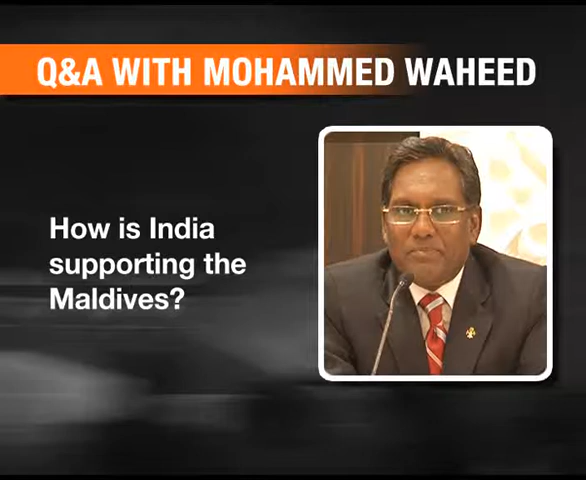 Q&A WITH MOHAMMED WAHEED
How is India
supporting the
Maldives?